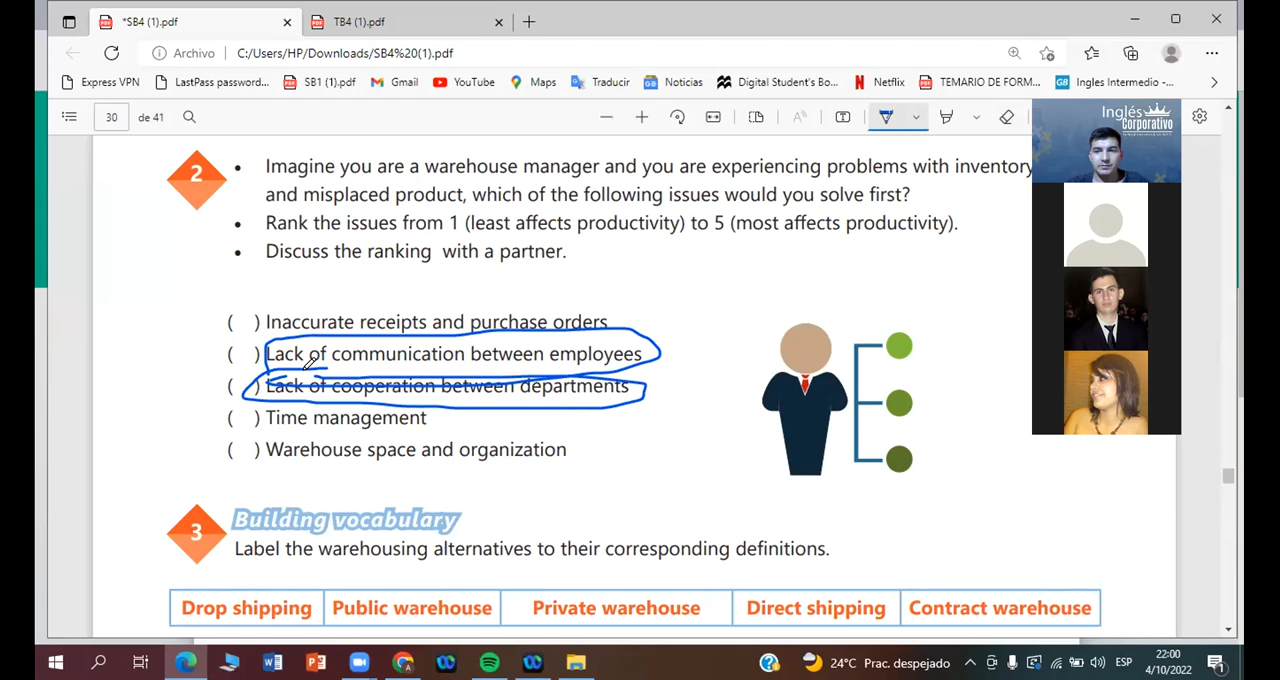 *SB4 (1).pdf
TB4 (1).pdf
Archivo
C:/Users/HP/Downloads/SB4%20(1).pdf
Express VPN
LastPass password...
SB1 (1).pdf
Gmail
YouTube
Maps
Traducir
Noticias
Digital Student's Bo...
Netflix
TEMARIO DE FORM...
Ingles Intermedio -...
30
de 41
Inglés
Corporativo
2
• Imagine you are a warehouse manager and you are experiencing problems with inventory
and misplaced product, which of the following issues would you solve first?
• Rank the issues from 1 (least affects productivity) to 5 (most affects productivity).
• Discuss the ranking with a partner.
( ) Inaccurate receipts and purchase orders
( ) Lack of communication between employees
( ) Lack of cooperation between departments
( ) Time management
( ) Warehouse space and organization
3
Building vocabulary
Label the warehousing alternatives to their corresponding definitions.
Drop shipping
Public warehouse
Private warehouse
Direct shipping
Contract warehouse
24°C Prac. despejado
ESP
22:00
4/10/2022